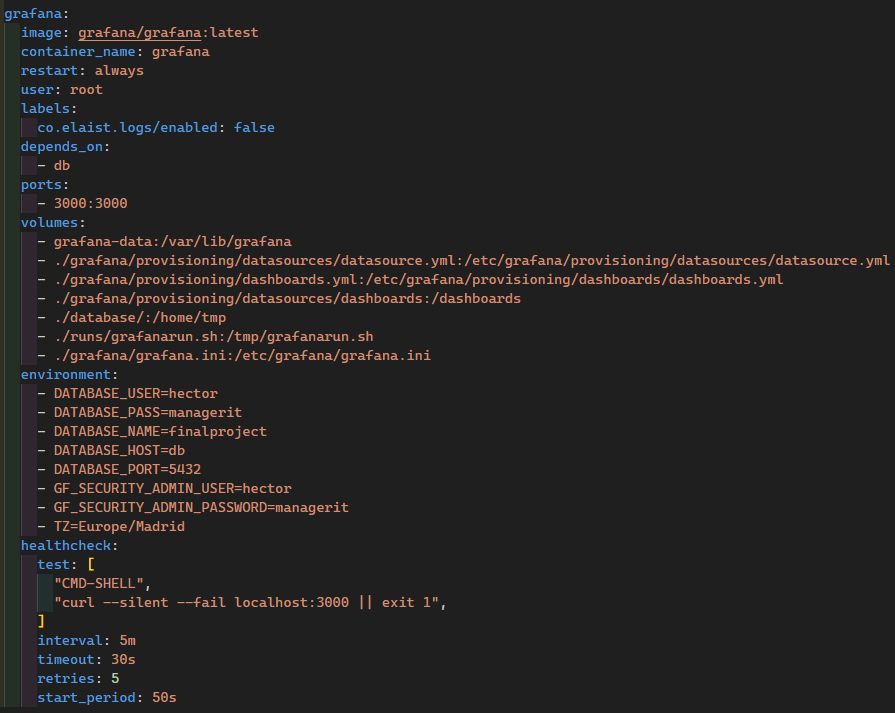 grafana:
  image: grafana/grafana:latest
  container_name: grafana
  restart: always
  user: root
  labels:
    co.elaist.logs/enabled: false
  depends_on:
    - db
  ports:
    - 3000:3000
  volumes:
    - grafana-data:/var/lib/grafana
    - ./grafana/provisioning/datasources/datasource.yml:/etc/grafana/provisioning/datasources/datasource.yml
    - ./grafana/provisioning/dashboards.yml:/etc/grafana/provisioning/dashboards/dashboards.yml
    - ./grafana/provisioning/datasources/dashboards:/dashboards
    - ./database/:/home/tmp
    - ./runs/grafanarun.sh:/tmp/grafanarun.sh
    - ./grafana/grafana.ini:/etc/grafana/grafana.ini
  environment:
    - DATABASE_USER=hector
    - DATABASE_PASS=managerit
    - DATABASE_NAME=finalproject
    - DATABASE_HOST=db
    - DATABASE_PORT=5432
    - GF_SECURITY_ADMIN_USER=hector
    - GF_SECURITY_ADMIN_PASSWORD=managerit
    - TZ=Europe/Madrid
  healthcheck:
    test: [
      "CMD-SHELL",
      "curl --silent --fail localhost:3000 || exit 1",
    ]
    interval: 5m
    timeout: 30s
    retries: 5
    start_period: 50s